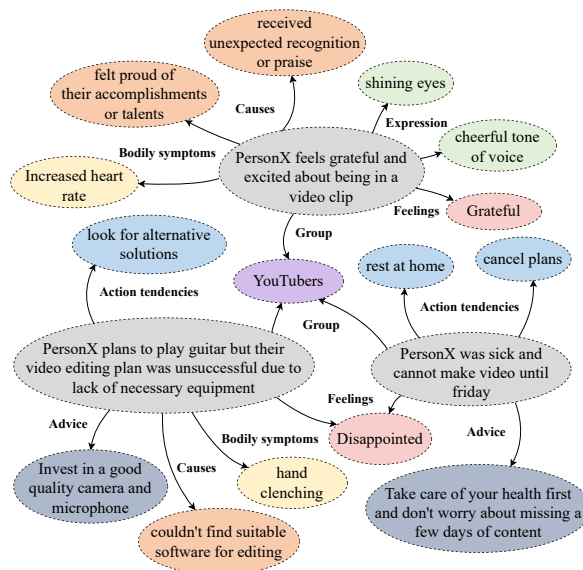 received
unexpected recognition
or praise
felt proud of
their accomplishments
or talents
shining eyes
Causes
Expression
cheerful tone
of voice
Bodily symptoms
PersonX feels grateful and
excited about being in a
video clip
Increased heart
rate
Feelings
Grateful
Group
look for alternative
solutions
YouTubers
rest at home
cancel plans
Action tendencies
Action tendencies
Group
PersonX plans to play guitar but their
video editing plan was unsuccessful due to
lack of necessary equipment
PersonX was sick and
cannot make video until
friday
Feelings
Advice
Bodily symptoms
Disappointed
Advice
Causes
Invest in a good
quality camera and
microphone
hand
clenching
Take care of your health first
and don't worry about missing a
few days of content
couldn't find suitable
software for editing